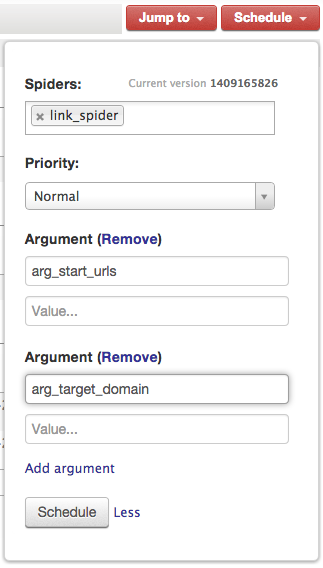 Jump to Schedule
Spiders: Current version 1409165826
× link_spider
Priority:
Normal
Argument (Remove)
arg_start_urls
Value...
Argument (Remove)
arg_target_domain
Value...
Add argument
Schedule Less